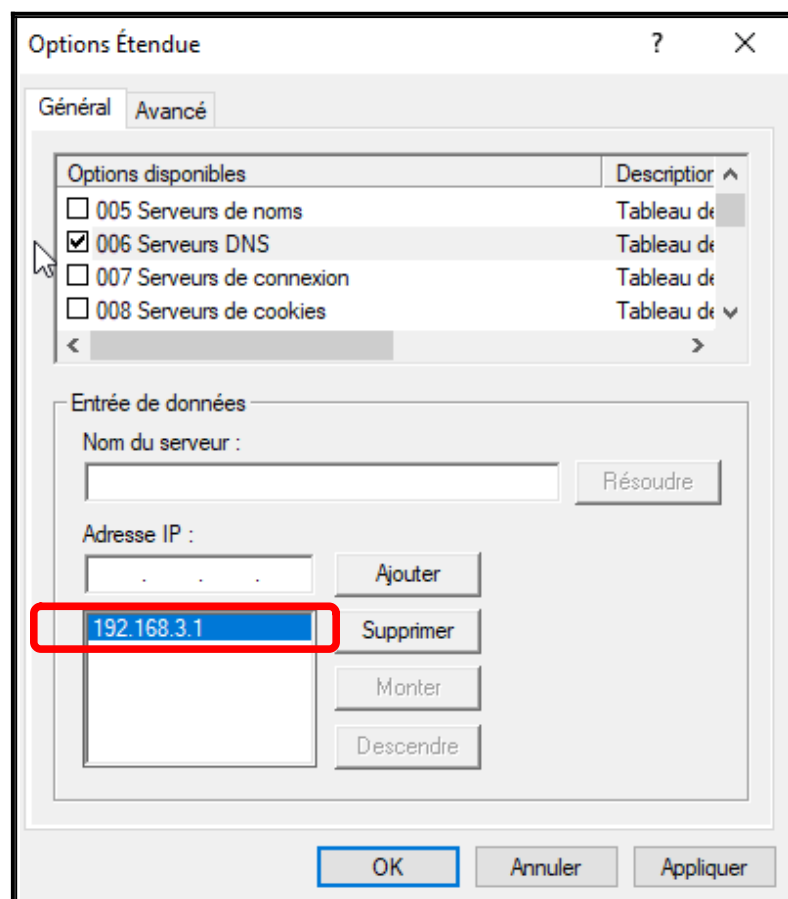 Options Étendue ?
Général Avancé
Options disponibles Description
005 Serveurs de noms Tableau de
006 Serveurs DNS Tableau de
007 Serveurs de connexion Tableau de
008 Serveurs de cookies Tableau de
Entrée de données
Nom du serveur :
Résoudre
Adresse IP :
. . . Ajouter
192.168.3.1 Supprimer
Monter
Descendre
OK Annuler Appliquer